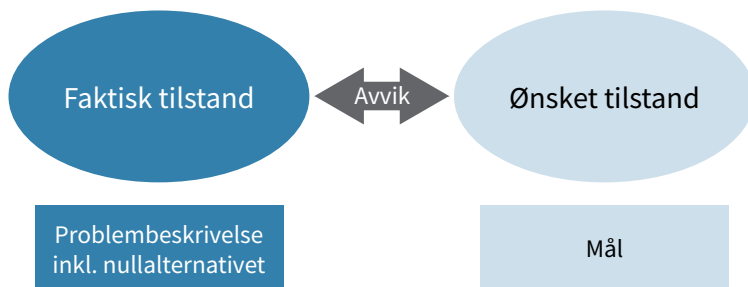 Faktisk tilstand
Avvik
Ønsket tilstand
Problembeskrivelse
inkl. nullalternativet
Mål